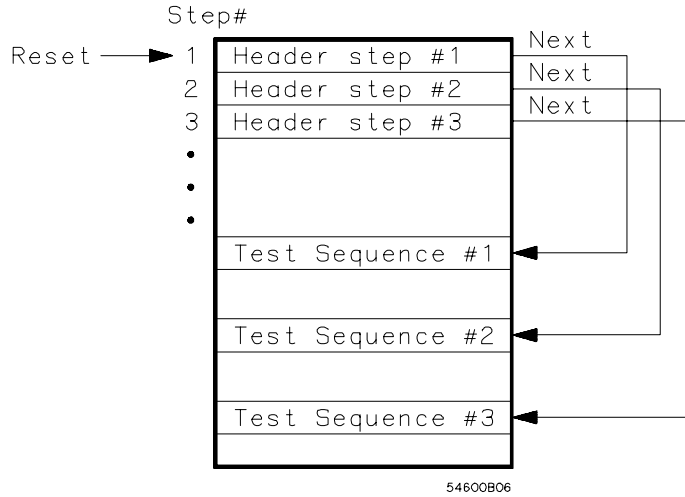 Step#
Reset 1 Header step #1 Next
2 Header step #2 Next
3 Header step #3 Next
Test Sequence #1
Test Sequence #2
Test Sequence #3
54600B06